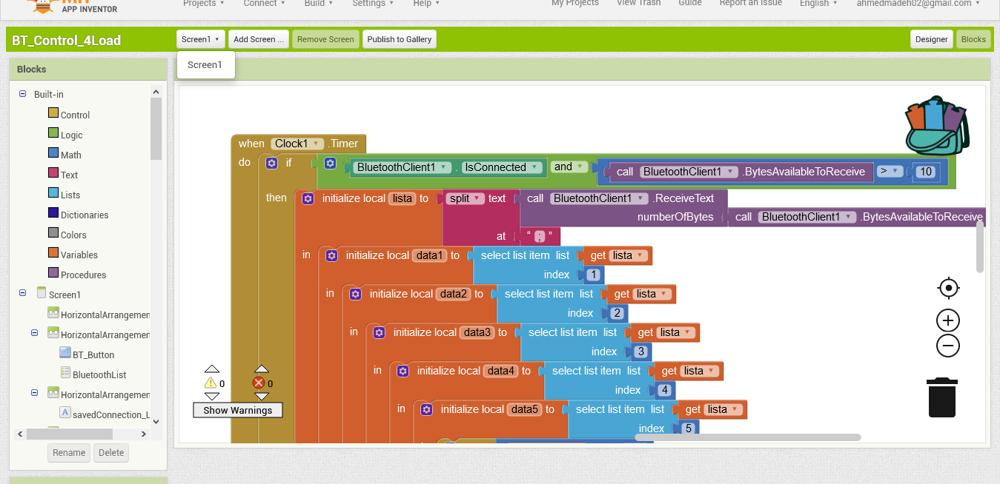 MIT
APP INVENTOR
Projects Connect Build Settings Help My Projects View Trash Guide Report an Issue English ahmedmadeh02@gmail.com
BT_Control_4Load Screen1 Add Screen ... Remove Screen Publish to Gallery Designer Blocks
Screen1
Blocks
Built-in
Control
Logic
Math
Text
Lists
Dictionaries
Colors
Variables
Procedures
Screen1
HorizontalArrangemen
HorizontalArrangemen
BT_Button
BluetoothList
HorizontalArrangemen
savedConnection_L
Rename Delete
when Clock1 .Timer
do if BluetoothClient1 . IsConnected and call BluetoothClient1 .BytesAvailableToReceive > 10
then initialize local lista to split text call BluetoothClient1 .ReceiveText
numberOfBytes call BluetoothClient1 .BytesAvailableToReceive
at “ ; ”
in initialize local data1 to select list item list get lista
index 1
in initialize local data2 to select list item list get lista
index 2
in initialize local data3 to select list item list get lista
index 3
in initialize local data4 to select list item list get lista
index 4
in initialize local data5 to select list item list get lista
index 5
0 0
Show Warnings